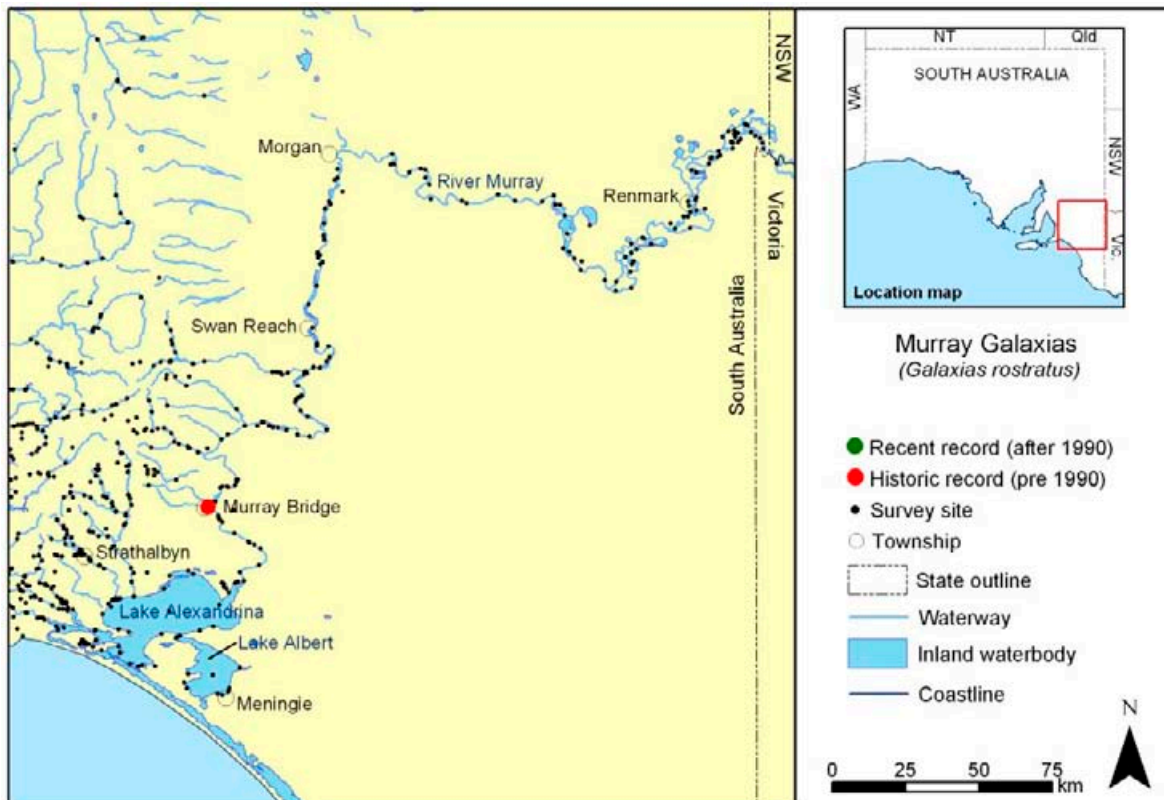 NSW
Morgan
River Murray
Renmark
Victoria
Swan Reach
South Australia
Murray Bridge
Strathalbyn
Lake Alexandrina
Lake Albert
Meningie
NT
Qld
SOUTH AUSTRALIA
WA
NSW
Vic.
Location map
Murray Galaxias
(Galaxias rostratus)
Recent record (after 1990)
Historic record (pre 1990)
Survey site
Township
State outline
Waterway
Inland waterbody
Coastline
N
0 25 50 75
km